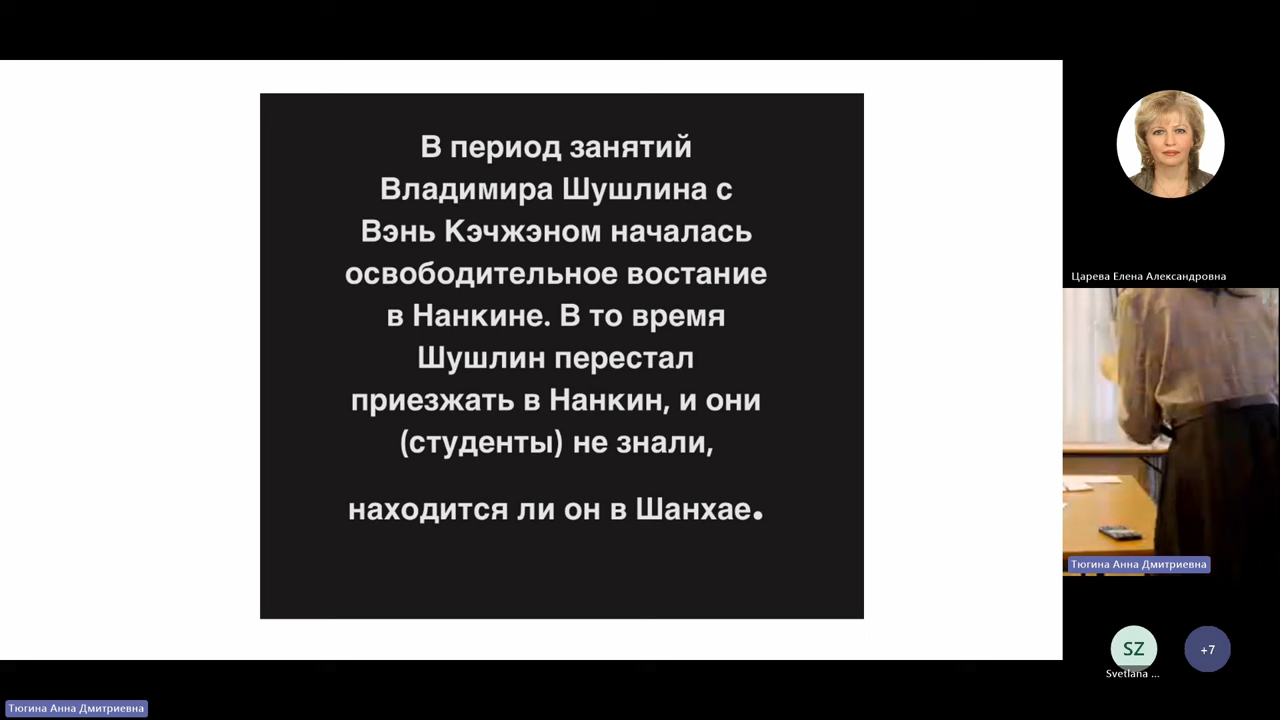 В период занятий
Владимира Шушлина с
Вэнь Кэчжэном началась
освободительное востание
в Нанкине. В то время
Шушлин перестал
приезжать в Нанкин, и они
(студенты) не знали,
находится ли он в Шанхае.
Царева Елена Александровна
Тюгина Анна Дмитриевна
SZ
+7
Svetlana ...
Тюгина Анна Дмитриевна